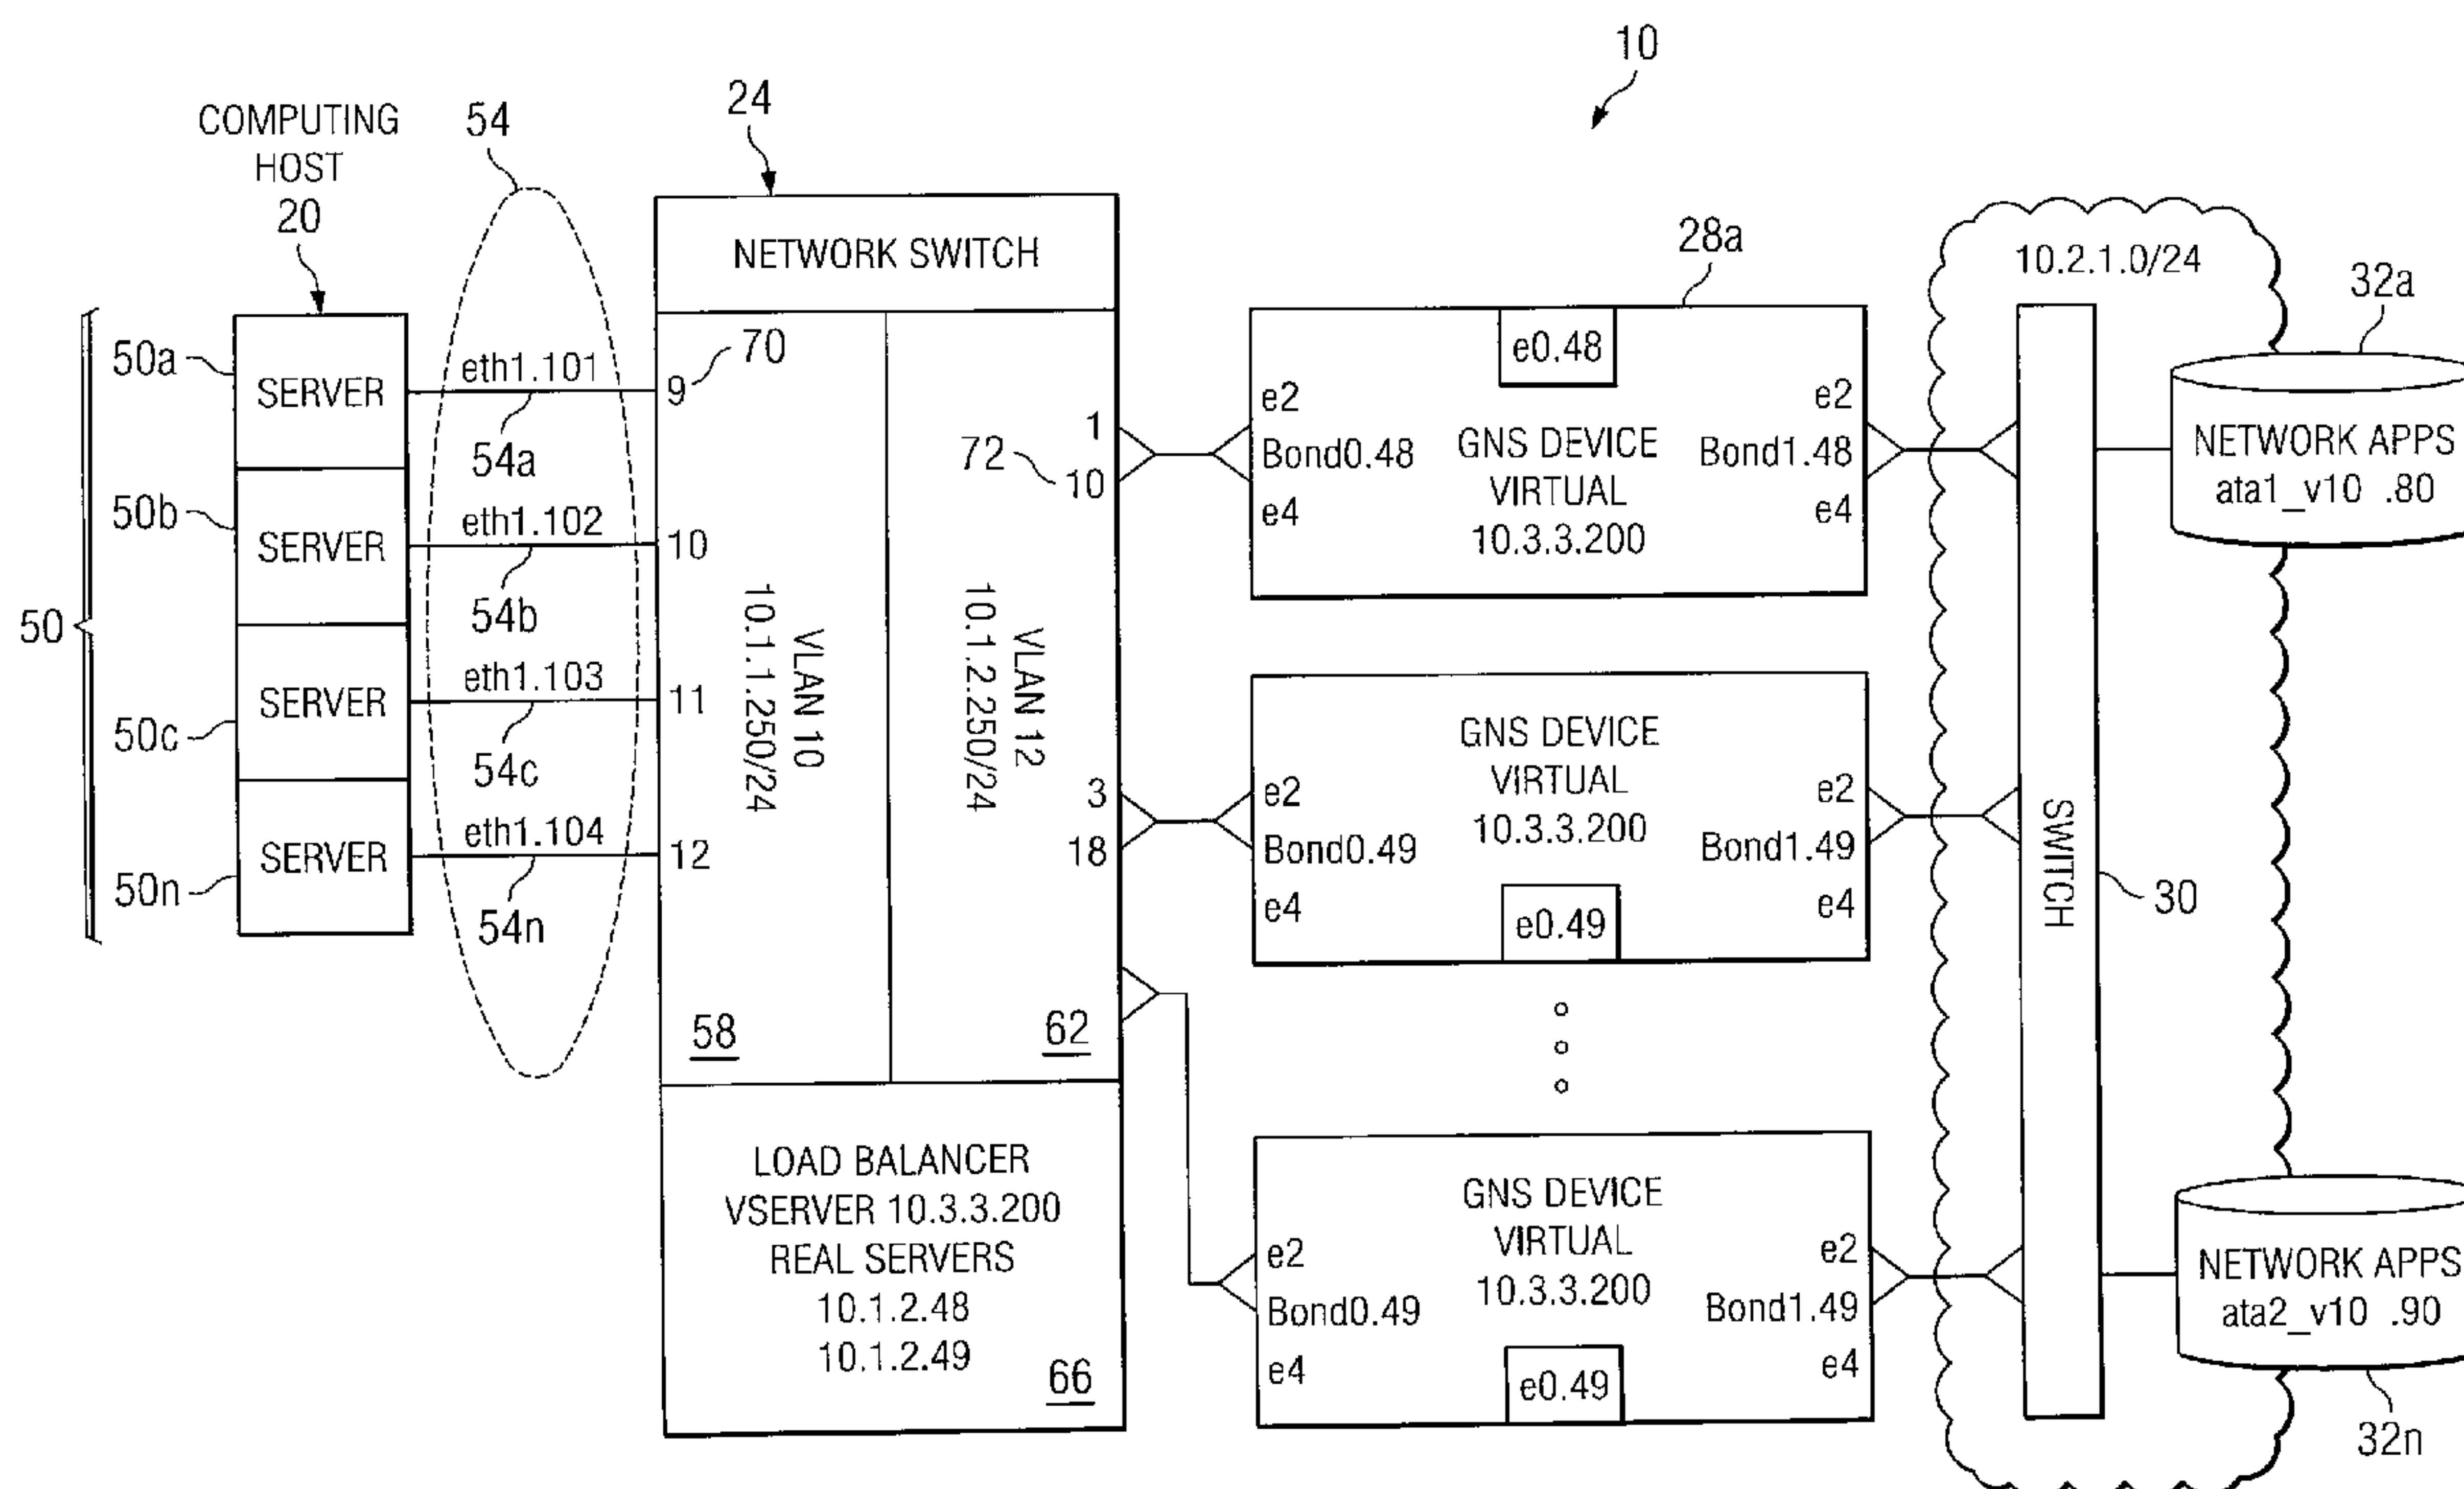 10
COMPUTING
HOST
20
54
24
NETWORK SWITCH
50
50a
50b
50c
50n
SERVER
SERVER
SERVER
SERVER
eth1.101
54a
eth1.102
54b
eth1.103
54c
eth1.104
54n
9
70
10
11
12
VLAN 10
10.1.1.250/24
58
VLAN 12
10.1.2.250/24
62
1
72
10
3
18
LOAD BALANCER
VSERVER 10.3.3.200
REAL SERVERS
10.1.2.48
10.1.2.49
66
28a
e0.48
e2
Bond0.48
e4
GNS DEVICE
VIRTUAL
10.3.3.200
e2
Bond1.48
e4
e2
Bond0.49
e4
GNS DEVICE
VIRTUAL
10.3.3.200
e0.49
e2
Bond1.49
e4
e2
Bond0.49
e4
GNS DEVICE
VIRTUAL
10.3.3.200
e0.49
e2
Bond1.49
e4
10.2.1.0/24
SWITCH
30
32a
NETWORK APPS
ata1_v10 .80
NETWORK APPS
ata2_v10 .90
32n